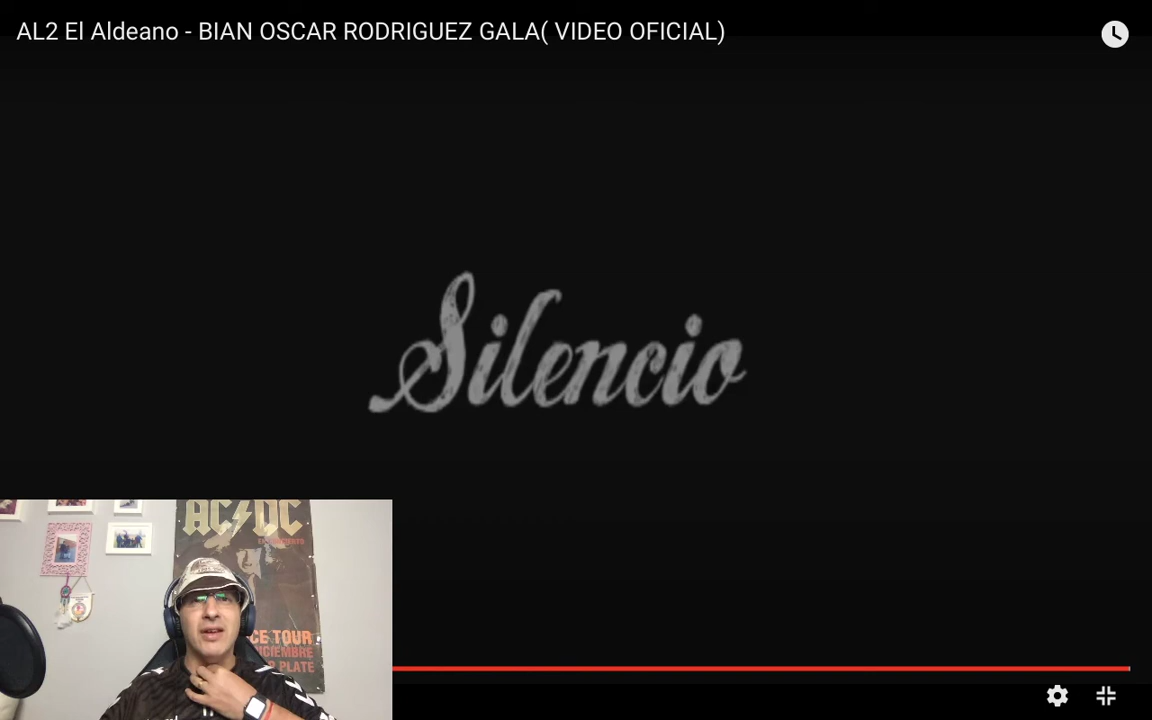 AL2 El Aldeano - BIAN OSCAR RODRIGUEZ GALA( VIDEO OFICIAL)
Silencio
AC/DC
CE TOUR
DICIEMBRE
PLATE